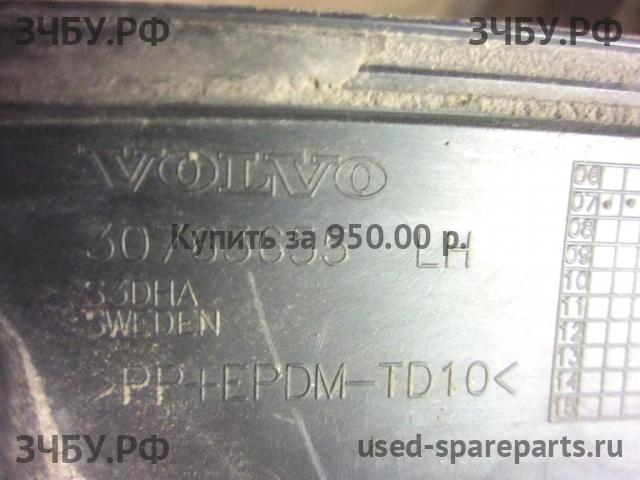 ЗЧБУ.РФ ЗЧБУ.РФ
VOLVO
Купить за 950.00 р.
LH
S3DHA
SWEDEN
>PP+EPDM-TD10<
06
07
08
09
10
11
12
13
14
15
ЗЧБУ.РФ used-spareparts.ru